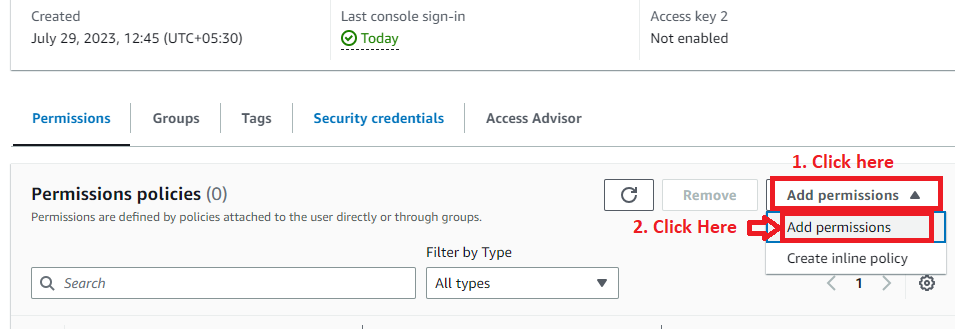 Created
July 29, 2023, 12:45 (UTC+05:30)
Last console sign-in
Today
Access key 2
Not enabled
Permissions Groups Tags Security credentials Access Advisor
1. Click here
Permissions policies (0)
Remove
Add permissions
Permissions are defined by policies attached to the user directly or through groups.
2. Click Here
Add permissions
Create inline policy
Filter by Type
Search
All types
1